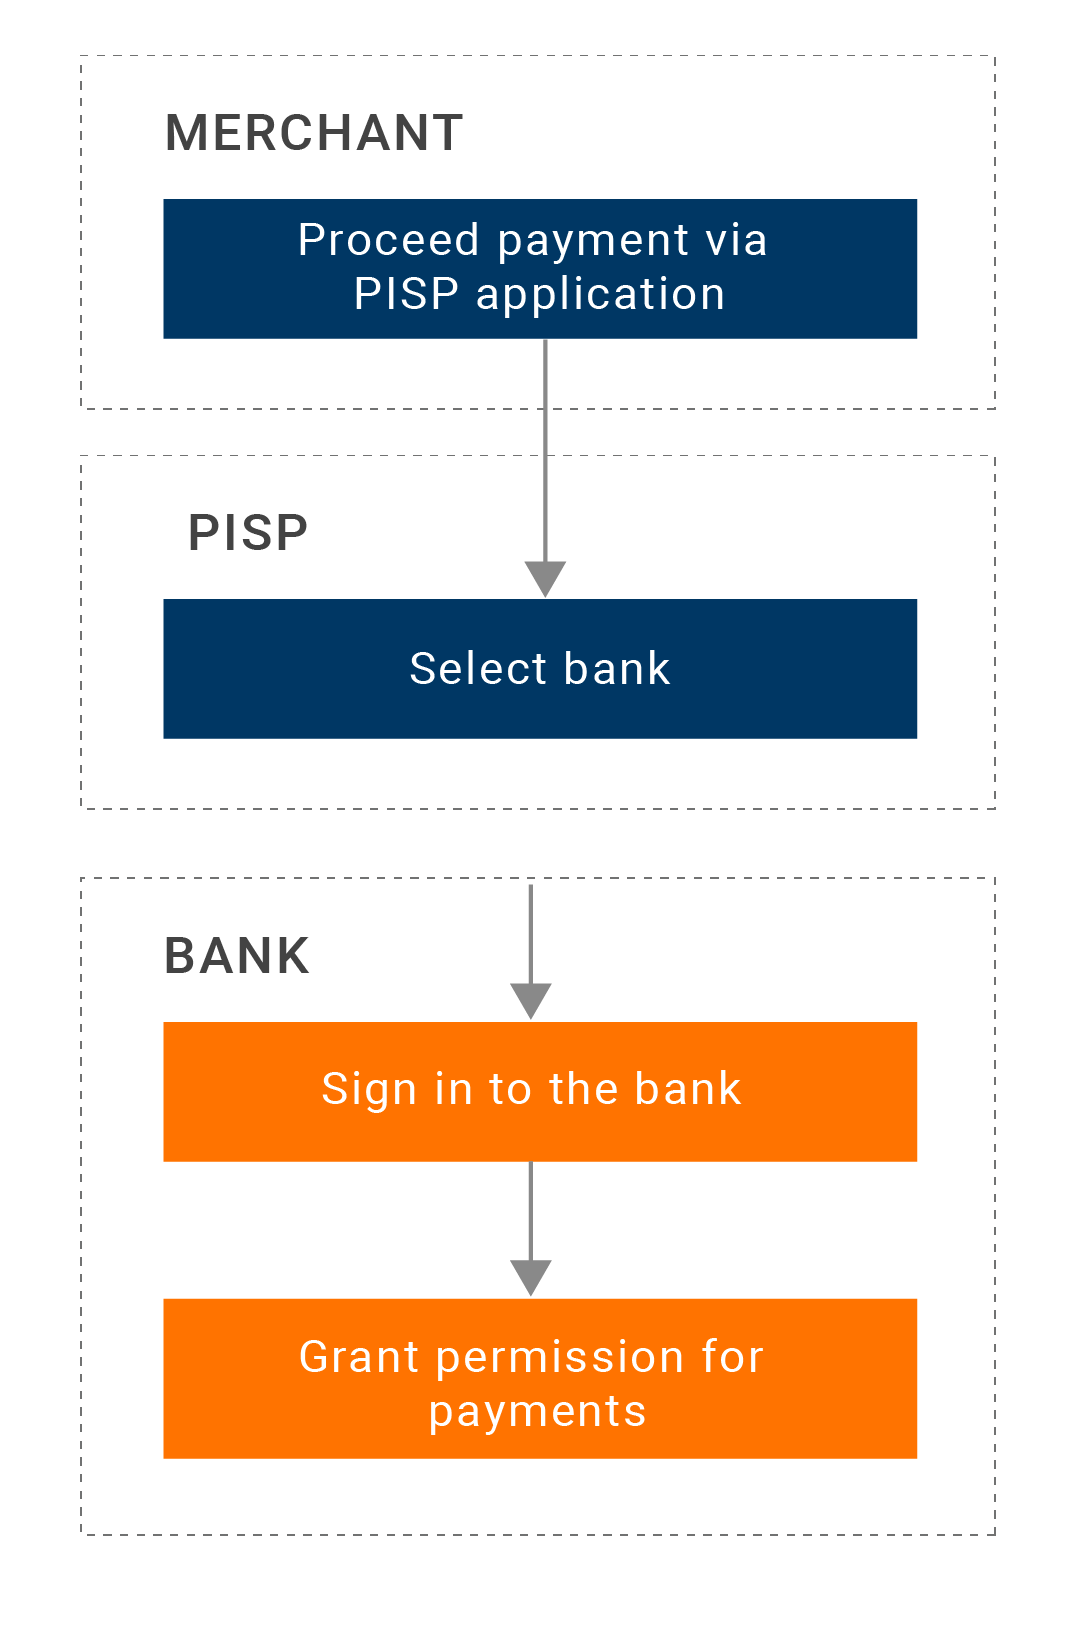 MERCHANT
Proceed payment via
PISP application
PISP
Select bank
BANK
Sign in to the bank
Grant permission for
payments